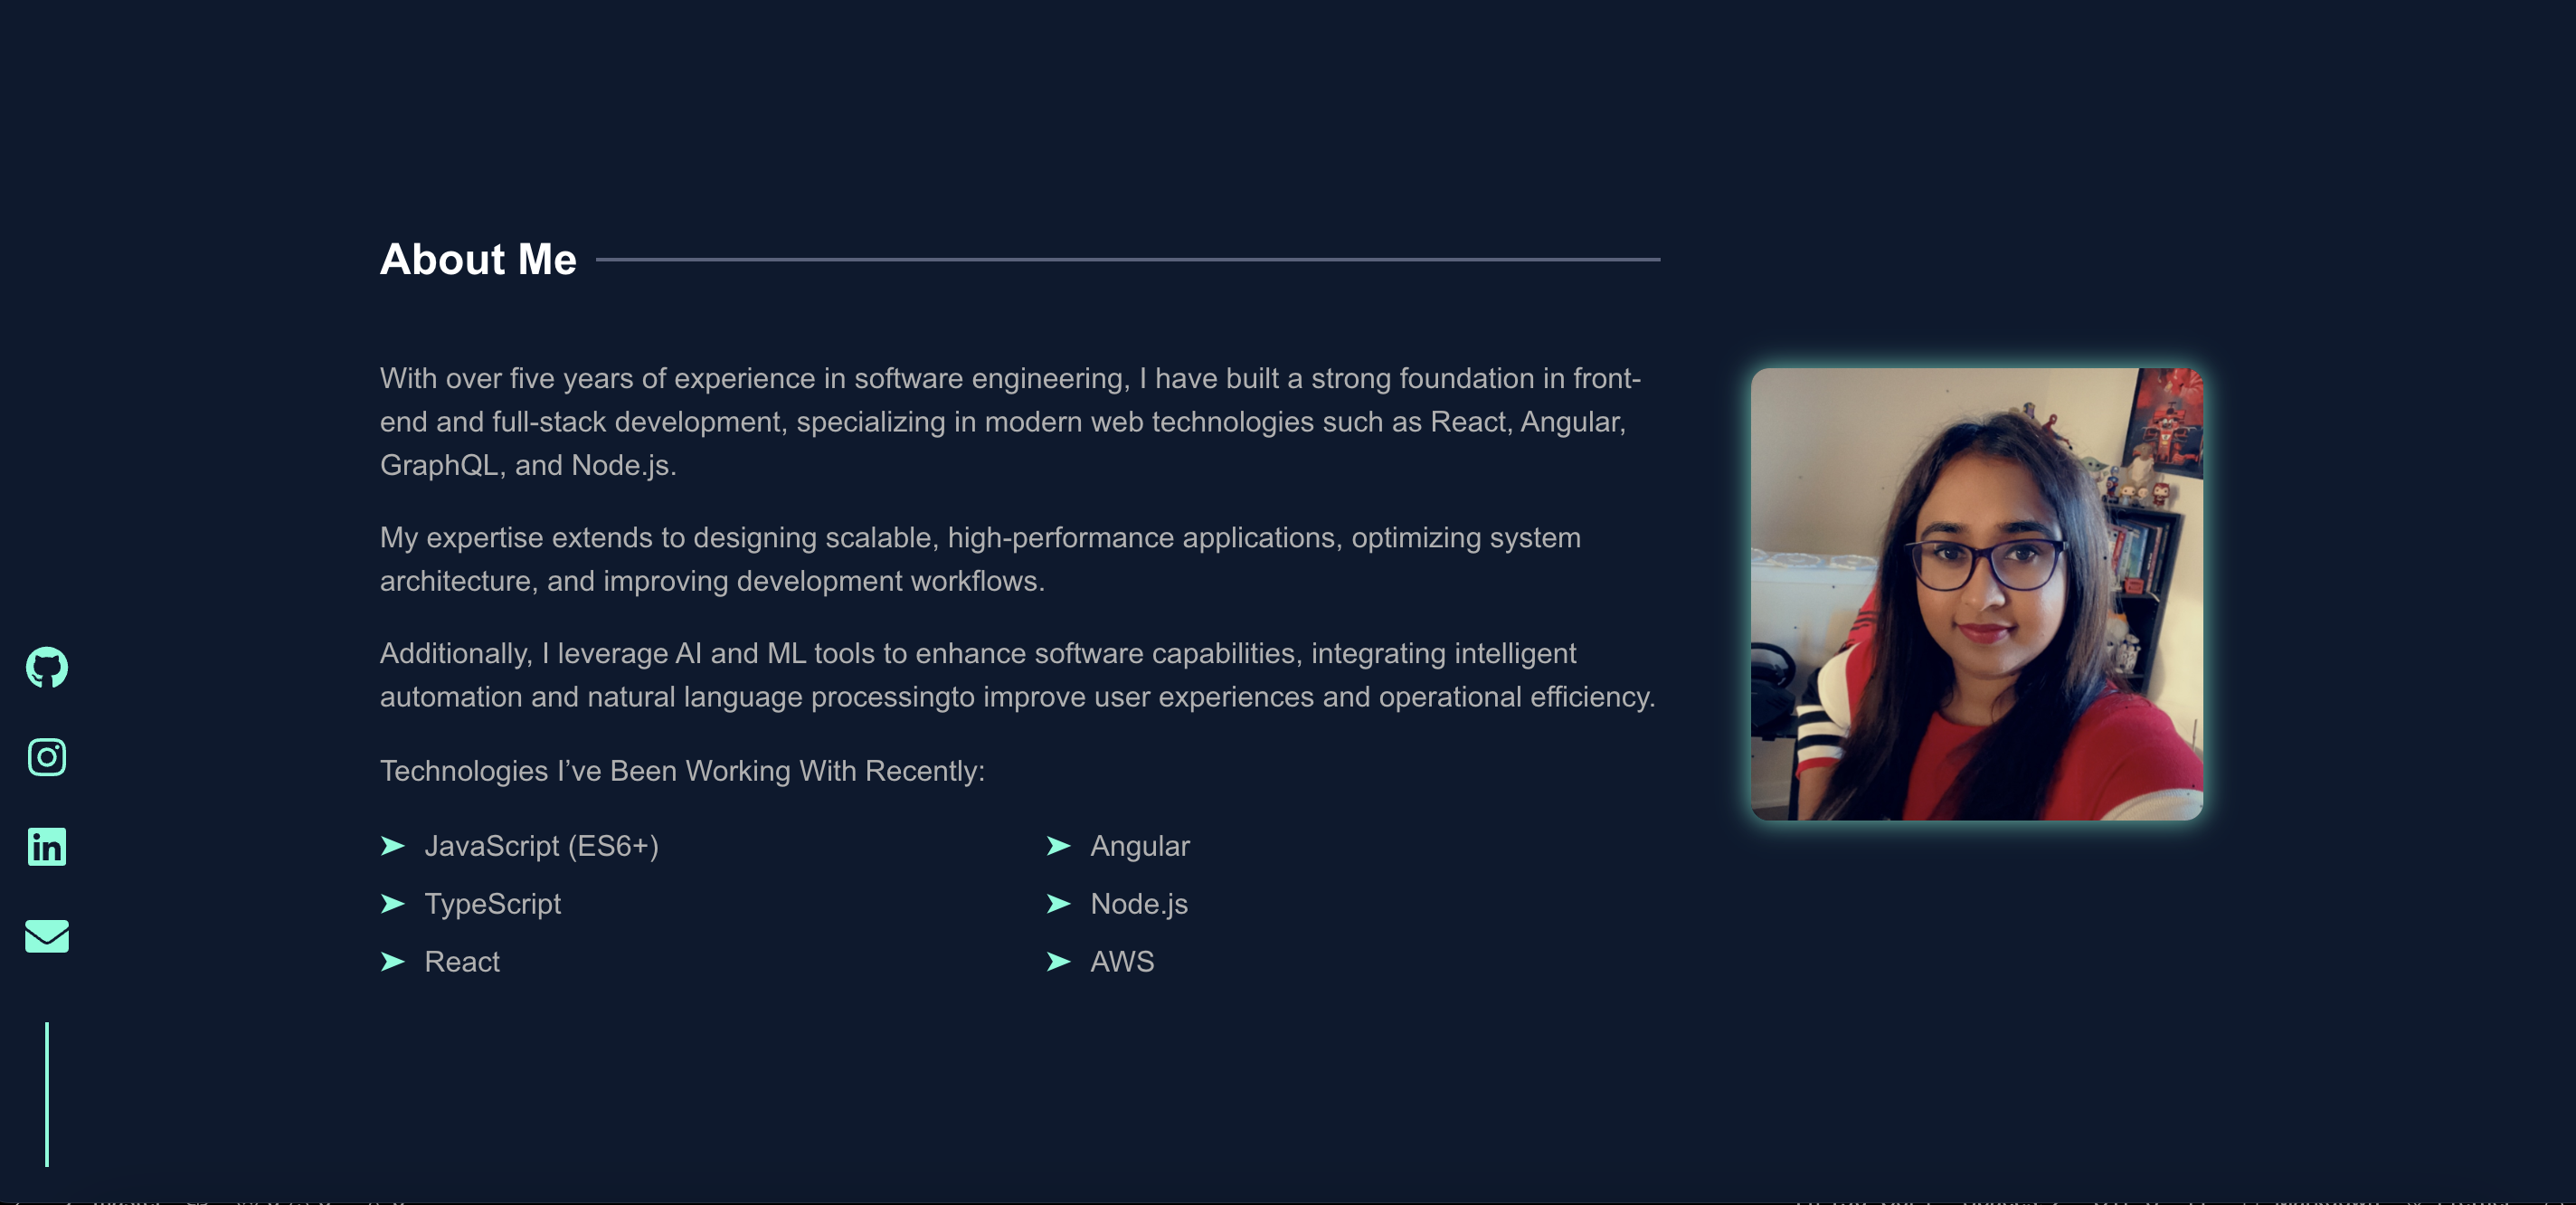 About Me
With over five years of experience in software engineering, I have built a strong foundation in front-
end and full-stack development, specializing in modern web technologies such as React, Angular,
GraphQL, and Node.js.
My expertise extends to designing scalable, high-performance applications, optimizing system
architecture, and improving development workflows.
Additionally, I leverage AI and ML tools to enhance software capabilities, integrating intelligent
automation and natural language processingto improve user experiences and operational efficiency.
Technologies I’ve Been Working With Recently:
➤ JavaScript (ES6+)
➤ TypeScript
➤ React
➤ Angular
➤ Node.js
➤ AWS
in